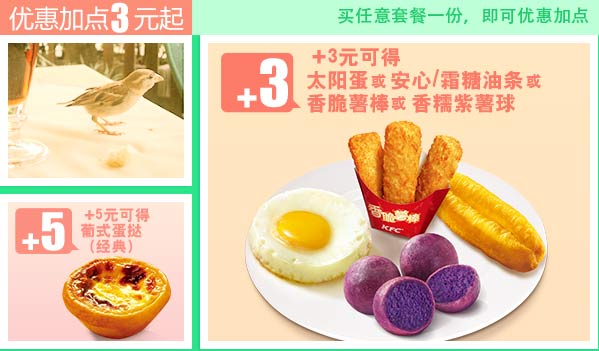 优惠加点3元起
买任意套餐一份，即可优惠加点
+3
+3元可得
太阳蛋或安心/霜糖油条或
香脆薯棒或香糯紫薯球
香脆薯棒
KFC
+5
+5元可得
葡式蛋挞
（经典）